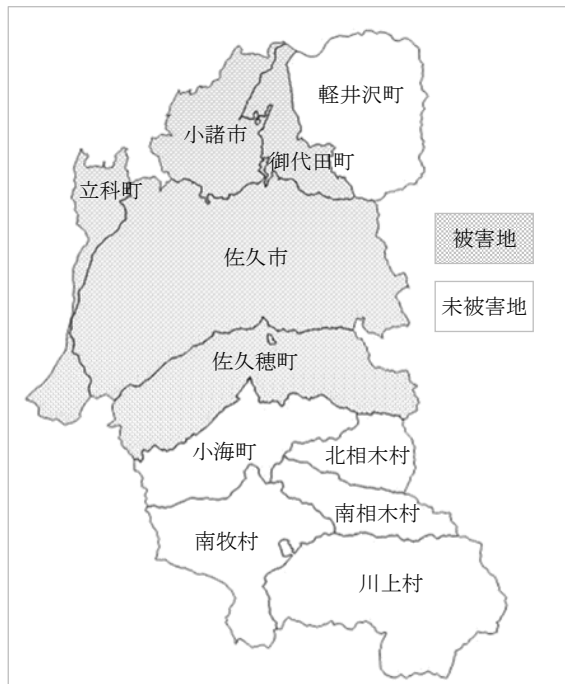 軽井沢町
小諸市
御代田町
立科町
被害地
佐久市
未被害地
佐久穂町
小海町
北相木村
南相木村
南牧村
川上村